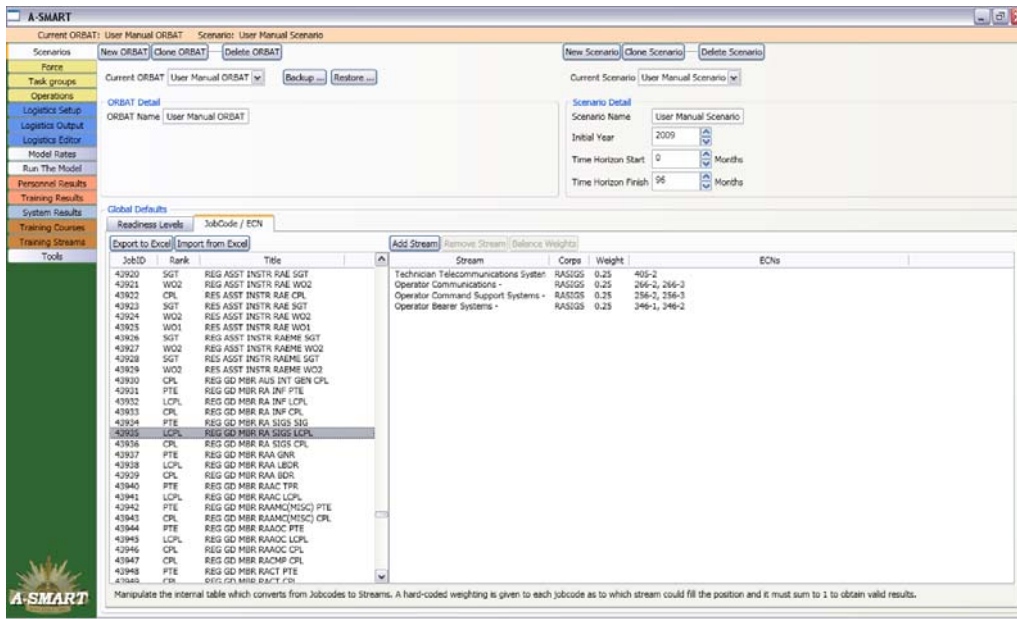 A-SMART
Current ORBAT: User Manual ORBAT Scenario: User Manual Scenario
Scenarios
Force
Task groups
Operations
Logistics Setup
Logistics Output
Logistics Editor
Model Rates
Run The Model
Personnel Results
Training Results
System Results
Training Courses
Training Streams
Tools
New ORBAT Clone ORBAT Delete ORBAT
Current ORBAT User Manual ORBAT Backup ... Restore ...
ORBAT Detail
ORBAT Name User Manual ORBAT
New Scenario Clone Scenario Delete Scenario
Current Scenario User Manual Scenario
Scenario Detail
Scenario Name User Manual Scenario
Initial Year 2009
Time Horizon Start 0 Months
Time Horizon Finish 96 Months
Global Defaults
Readiness Levels JobCode / ECN
Export to Excel Import from Excel
JobID Rank Title
43920 SGT REG ASST INSTR RAE SGT
43921 WO2 REG ASST INSTR RAE WO2
43922 CPL RES ASST INSTR RAE CPL
43923 SGT RES ASST INSTR RAE SGT
43924 WO2 RES ASST INSTR RAE WO2
43925 WO1 RES ASST INSTR RAE WO1
43926 SGT REG ASST INSTR RAEME SGT
43927 WO2 REG ASST INSTR RAEME WO2
43928 SGT RES ASST INSTR RAEME SGT
43929 WO2 RES ASST INSTR RAEME WO2
43930 CPL REG GD MBR AUS INT GEN CPL
43931 PTE REG GD MBR RA INF PTE
43932 LCPL REG GD MBR RA INF LCPL
43933 CPL REG GD MBR RA INF CPL
43934 PTE REG GD MBR RA SIGS SIG
43935 LCPL REG GD MBR RA SIGS LCPL
43936 CPL REG GD MBR RA SIGS CPL
43937 PTE REG GD MBR RAA GNR
43938 LCPL REG GD MBR RAA LBDR
43939 CPL REG GD MBR RAA BDR
43940 PTE REG GD MBR RAAC TPR
43941 LCPL REG GD MBR RAAC LCPL
43942 PTE REG GD MBR RAAMC(MISC) PTE
43943 CPL REG GD MBR RAAMC(MISC) CPL
43944 PTE REG GD MBR RAAOC PTE
43945 LCPL REG GD MBR RAAOC LCPL
43946 CPL REG GD MBR RAAOC CPL
43947 CPL REG GD MBR RACMP CPL
43948 PTE REG GD MBR RACT PTE
43949 CPL REG GD MBR RACT CPL
Add Stream Remove Stream Balance Weights
Stream Corps Weight ECNs
Technician Telecommunications System RASIGS 0.25 405-2
Operator Communications - RASIGS 0.25 266-2, 266-3
Operator Command Support Systems - RASIGS 0.25 256-2, 256-3
Operator Bearer Systems - RASIGS 0.25 346-1, 346-2
Manipulate the internal table which converts from Jobcodes to Streams. A hard-coded weighting is given to each jobcode as to which stream could fill the position and it must sum to 1 to obtain valid results.
A-SMART